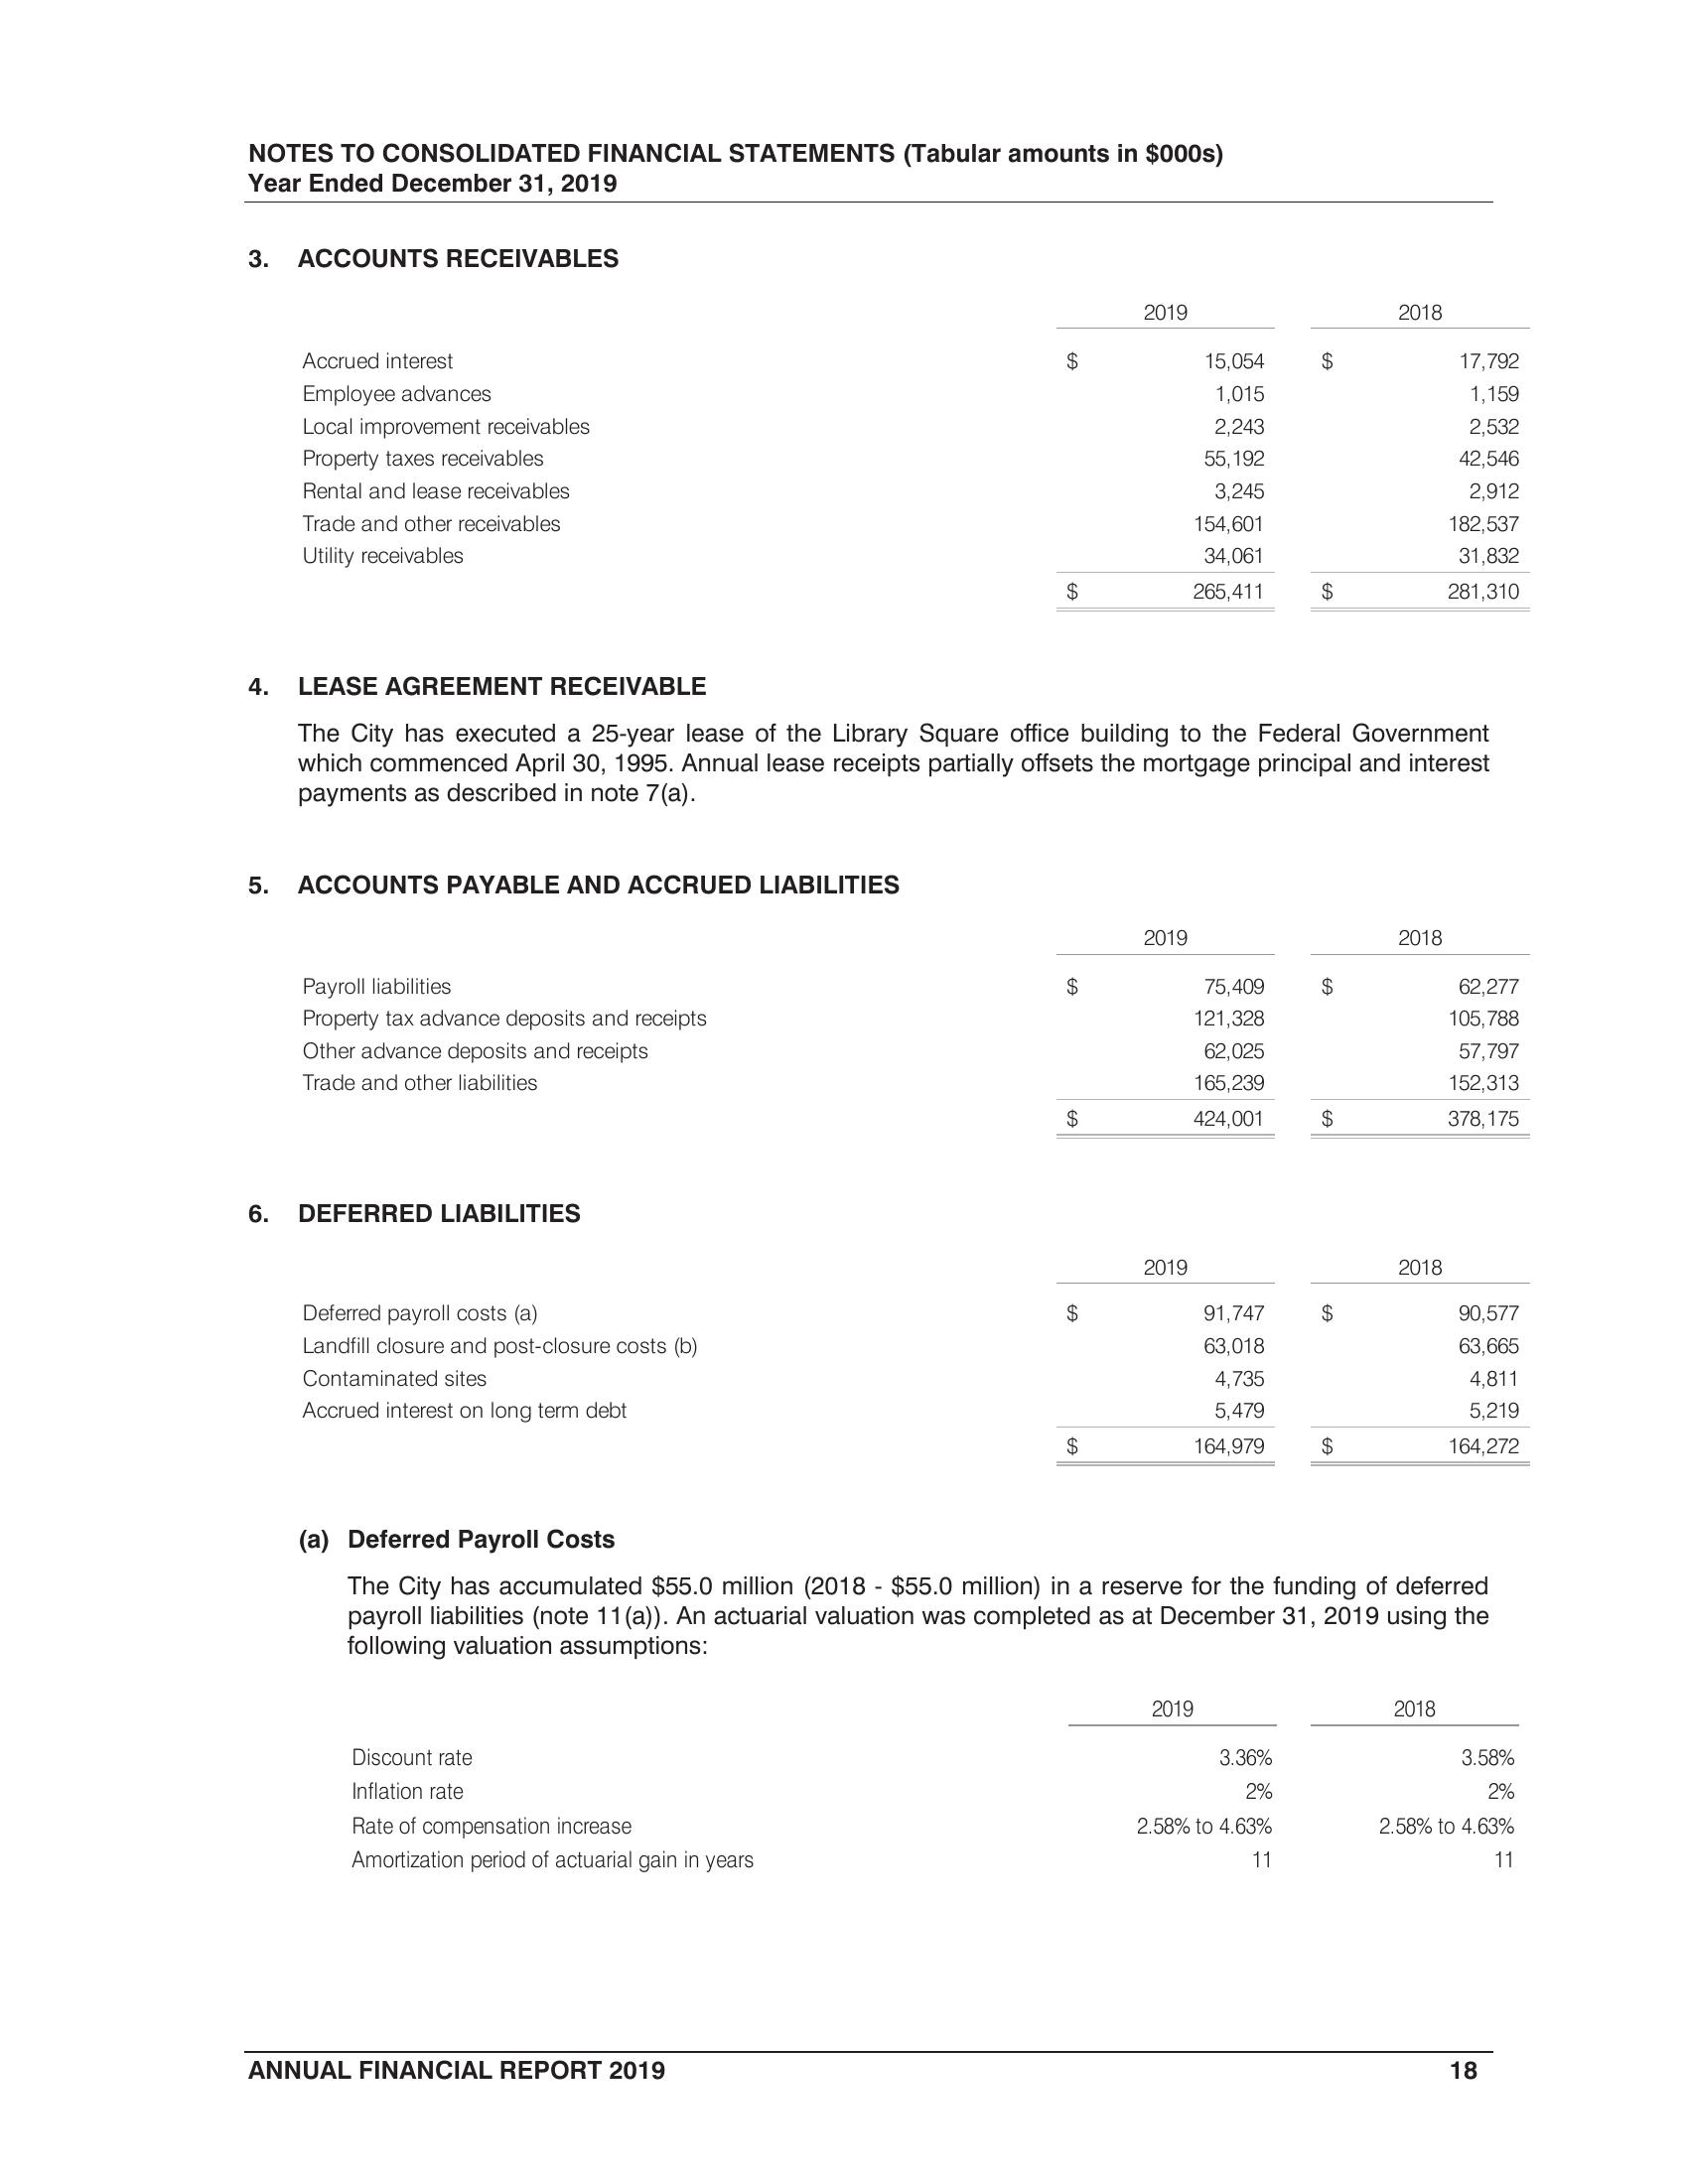 NOTES TO CONSOLIDATED FINANCIAL STATEMENTS (Tabular amounts in $000s)
Year Ended December 31, 2019
3. ACCOUNTS RECEIVABLES
2019 2018
Accrued interest $ 15,054 $ 17,792
Employee advances 1,015 1,159
Local improvement receivables 2,243 2,532
Property taxes receivables 55,192 42,546
Rental and lease receivables 3,245 2,912
Trade and other receivables 154,601 182,537
Utility receivables 34,061 31,832
$ 265,411 $ 281,310
4. LEASE AGREEMENT RECEIVABLE
The City has executed a 25-year lease of the Library Square office building to the Federal Government
which commenced April 30, 1995. Annual lease receipts partially offsets the mortgage principal and interest
payments as described in note 7(a).
5. ACCOUNTS PAYABLE AND ACCRUED LIABILITIES
2019 2018
Payroll liabilities $ 75,409 $ 62,277
Property tax advance deposits and receipts 121,328 105,788
Other advance deposits and receipts 62,025 57,797
Trade and other liabilities 165,239 152,313
$ 424,001 $ 378,175
6. DEFERRED LIABILITIES
2019 2018
Deferred payroll costs (a) $ 91,747 $ 90,577
Landfill closure and post-closure costs (b) 63,018 63,665
Contaminated sites 4,735 4,811
Accrued interest on long term debt 5,479 5,219
$ 164,979 $ 164,272
(a) Deferred Payroll Costs
The City has accumulated $55.0 million (2018 - $55.0 million) in a reserve for the funding of deferred
payroll liabilities (note 11(a)). An actuarial valuation was completed as at December 31, 2019 using the
following valuation assumptions:
2019 2018
Discount rate 3.36% 3.58%
Inflation rate 2% 2%
Rate of compensation increase 2.58% to 4.63% 2.58% to 4.63%
Amortization period of actuarial gain in years 11 11
ANNUAL FINANCIAL REPORT 2019 18